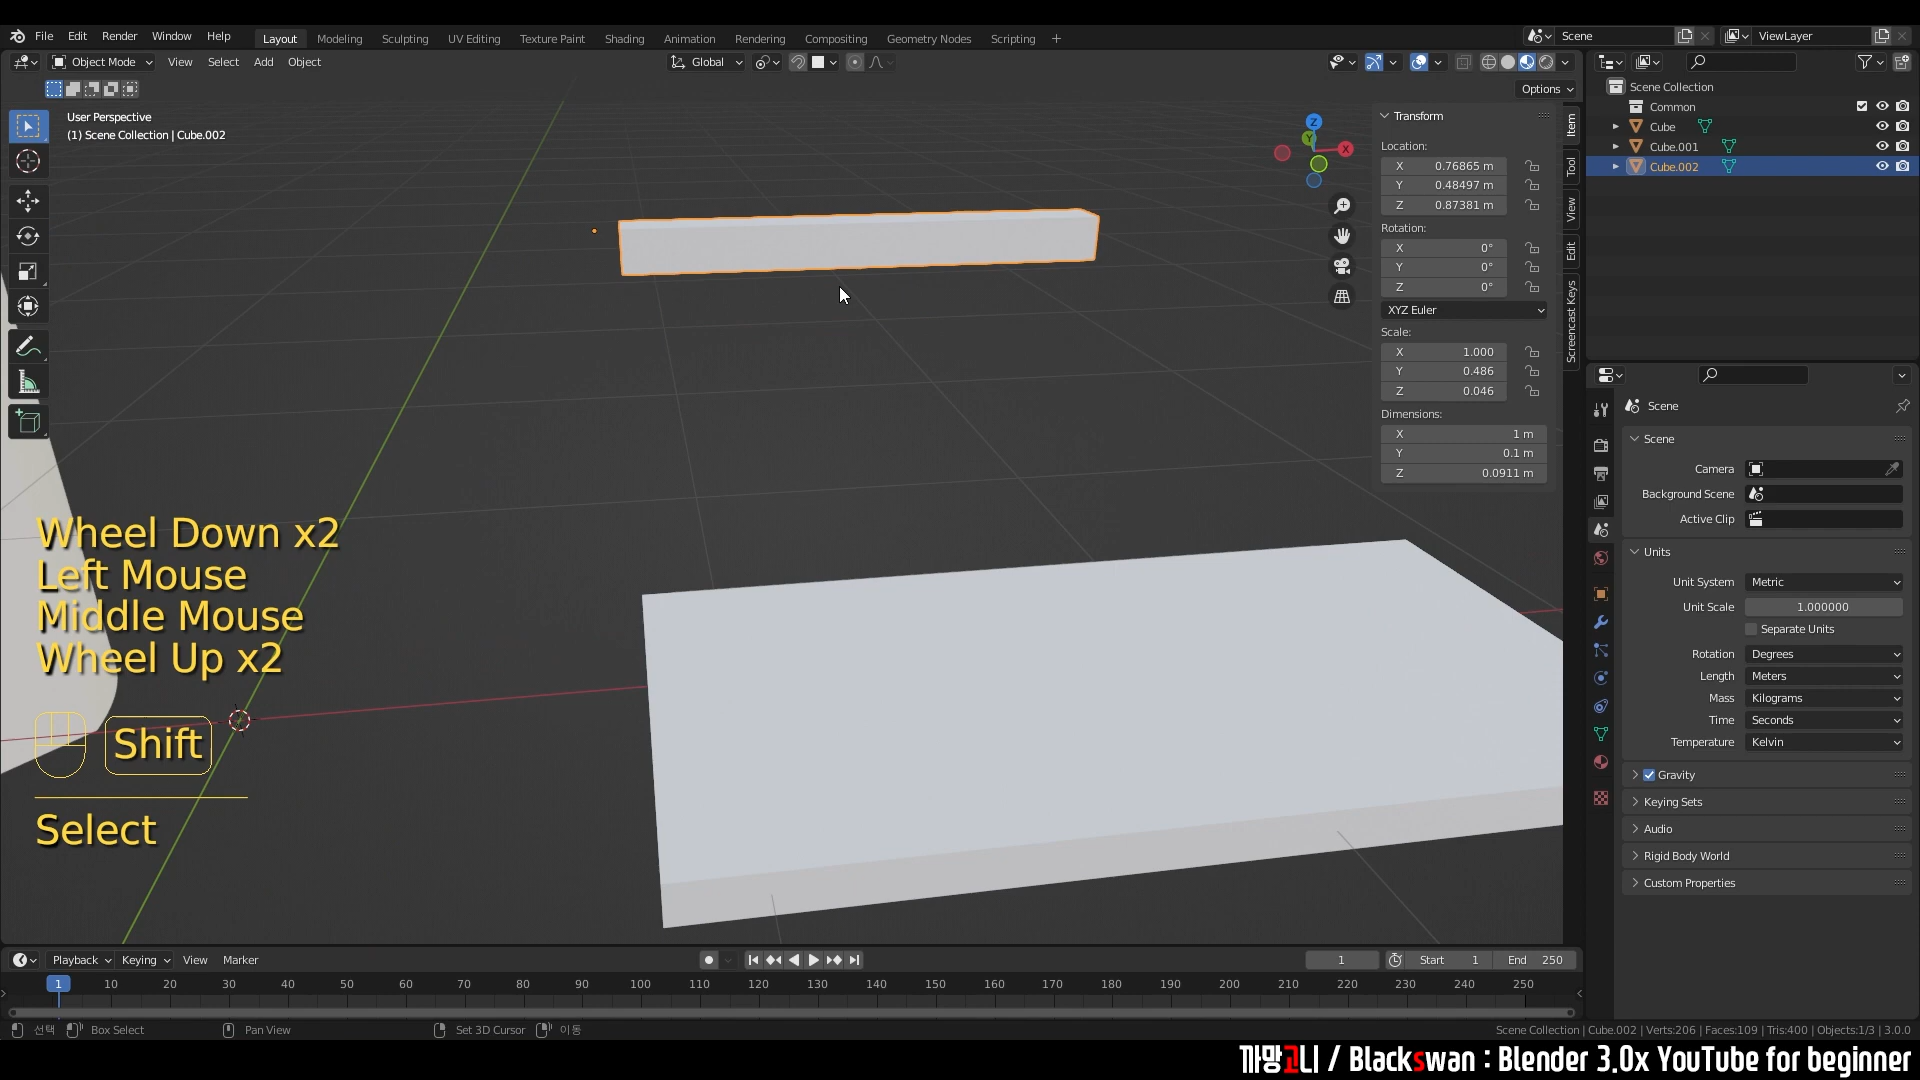 File Edit Render Window Help Layout Modeling Sculpting UV Editing Texture Paint Shading Animation Rendering Compositing Geometry Nodes Scripting + Scene ViewLayer
Object Mode View Select Add Object Global
Options
User Perspective
(1) Scene Collection | Cube.002
Z
Y
X
Transform
Location:
X 0.76865 m
Y 0.48497 m
Z 0.87381 m
Rotation:
X 0°
Y 0°
Z 0°
XYZ Euler
Scale:
X 1.000
Y 0.486
Z 0.046
Dimensions:
X 1 m
Y 0.1 m
Z 0.0911 m
Item
Tool
View
Edit
Screencast Keys
Scene Collection
Common
Cube
Cube.001
Cube.002
Scene
Scene
Camera
Background Scene
Active Clip
Units
Unit System Metric
Unit Scale 1.000000
Separate Units
Rotation Degrees
Length Meters
Mass Kilograms
Time Seconds
Temperature Kelvin
Gravity
Keying Sets
Audio
Rigid Body World
Custom Properties
Wheel Down x2
Left Mouse
Middle Mouse
Wheel Up x2
Shift
Select
Playback Keying View Marker 1 Start 1 End 250
1 10 20 30 40 50 60 70 80 90 100 110 120 130 140 150 160 170 180 190 200 210 220 230 240 250
선택 Box Select Pan View Set 3D Cursor 이동 Scene Collection | Cube.002 | Verts:206 | Faces:109 | Tris:400 | Objects:1/3 | 3.0.0
까망고니 / Blackswan : Blender 3.0x YouTube for beginner